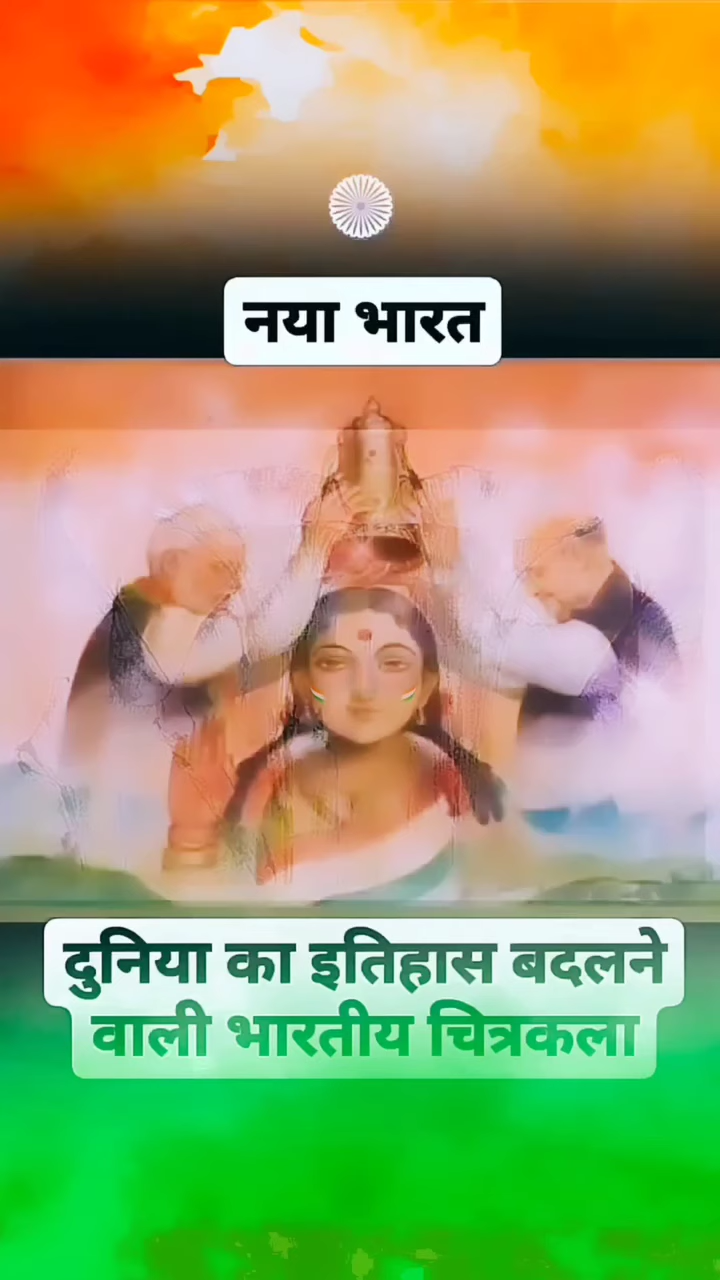 नया भारत
दुनिया का इतिहास बदलने
वाली भारतीय चित्रकला